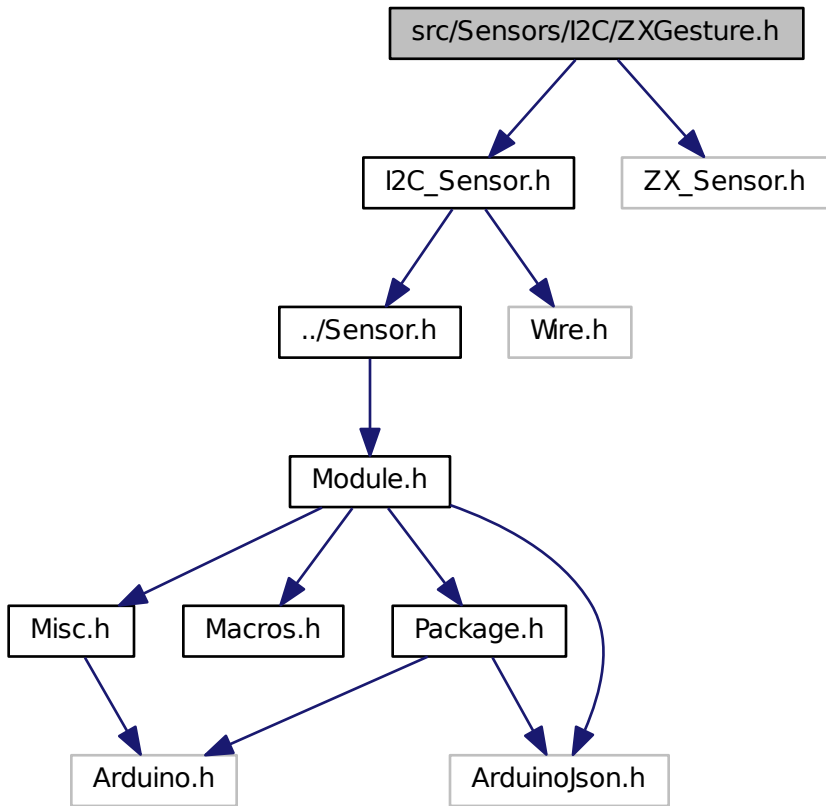 src/Sensors/I2C/ZXGesture.h
I2C_Sensor.h
ZX_Sensor.h
../Sensor.h
Wire.h
Module.h
Misc.h
Macros.h
Package.h
Arduino.h
ArduinoJson.h